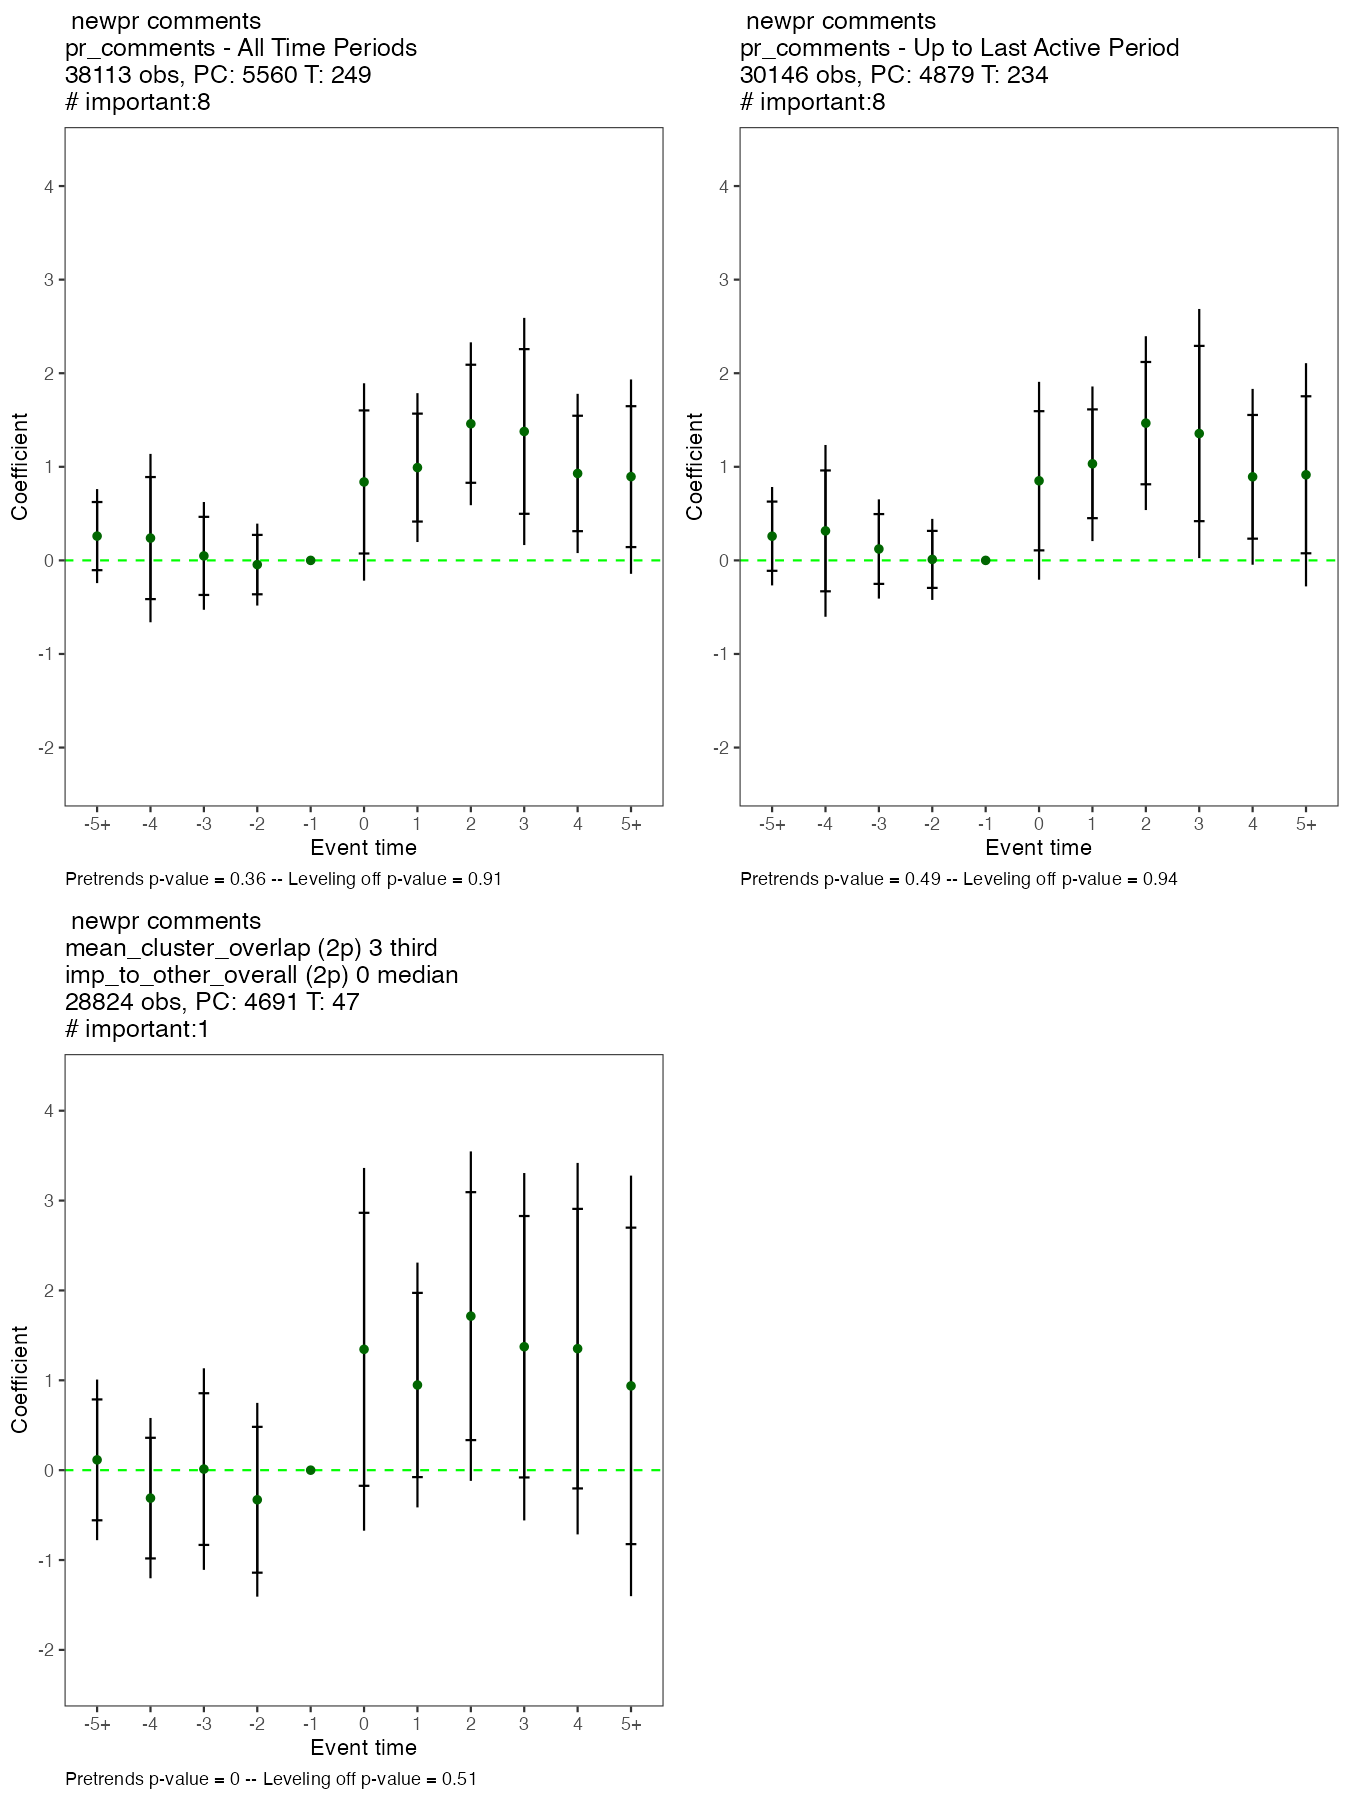 newpr comments
pr_comments - All Time Periods
38113 obs, PC: 5560 T: 249
# important:8
Coefficient
4
3
2
1
0
-1
-2
-5+ -4 -3 -2 -1 0 1 2 3 4 5+
Event time
Pretrends p-value = 0.36 -- Leveling off p-value = 0.91
newpr comments
pr_comments - Up to Last Active Period
30146 obs, PC: 4879 T: 234
# important:8
Coefficient
4
3
2
1
0
-1
-2
-5+ -4 -3 -2 -1 0 1 2 3 4 5+
Event time
Pretrends p-value = 0.49 -- Leveling off p-value = 0.94
newpr comments
mean_cluster_overlap (2p) 3 third
imp_to_other_overall (2p) 0 median
28824 obs, PC: 4691 T: 47
# important:1
Coefficient
4
3
2
1
0
-1
-2
-5+ -4 -3 -2 -1 0 1 2 3 4 5+
Event time
Pretrends p-value = 0 -- Leveling off p-value = 0.51